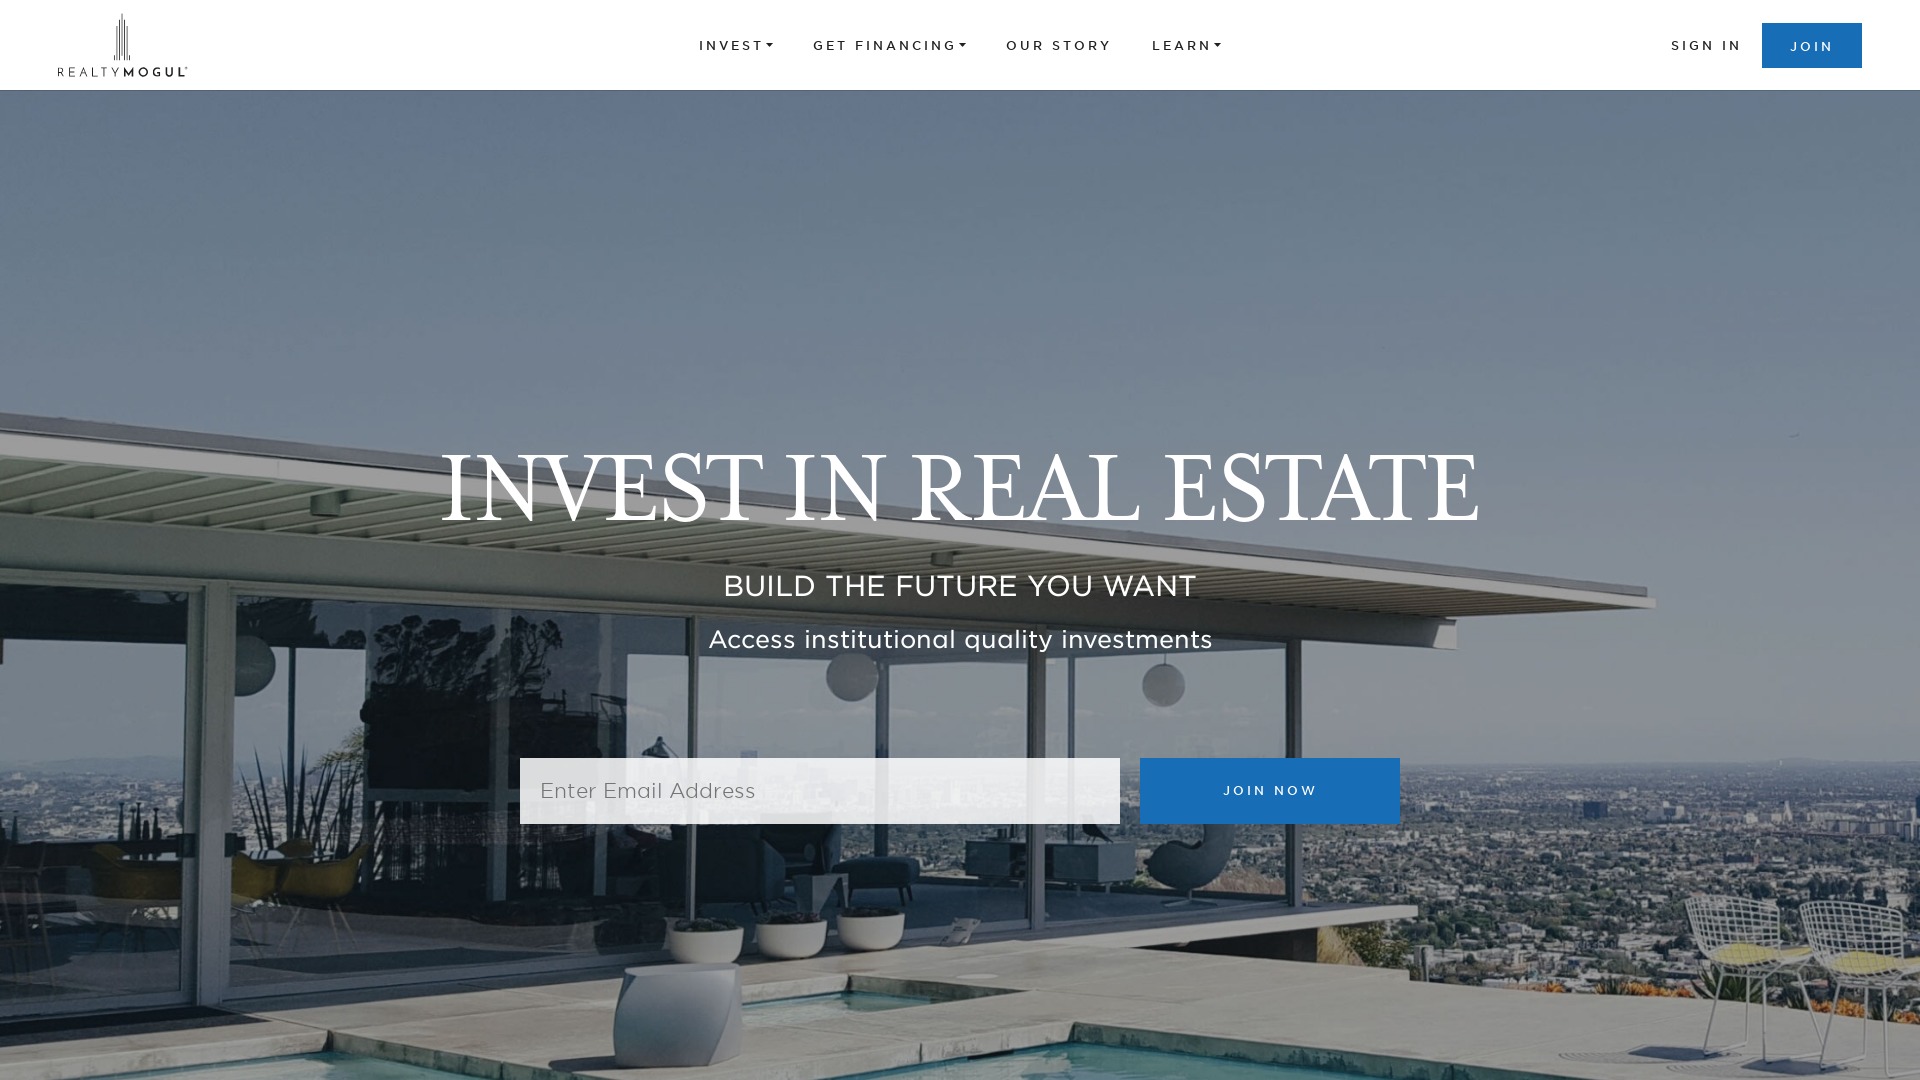 REALTYMOGUL
INVEST
GET FINANCING
OUR STORY
LEARN
SIGN IN
JOIN
INVEST IN REAL ESTATE
BUILD THE FUTURE YOU WANT
Access institutional quality investments
Enter Email Address
JOIN NOW